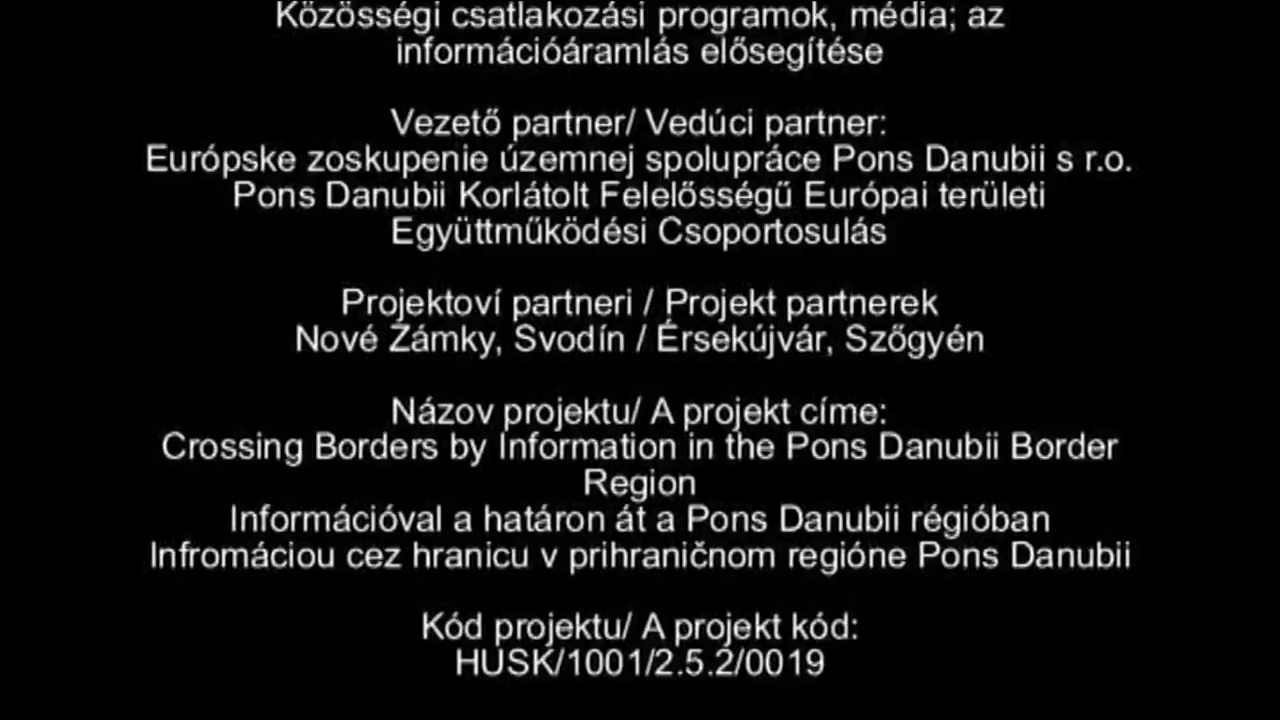 Közösségi csatlakozási programok, média; az
információáramlás elősegítése
Vezető partner/ Vedúci partner:
Európske zoskupenie územnej spolupráce Pons Danubii s r.o.
Pons Danubii Korlátolt Felelősségű Európai területi
Együttműködési Csoportosulás
Projektoví partneri / Projekt partnerek
Nové Zámky, Svodín / Érsekújvár, Szőgyén
Názov projektu/ A projekt címe:
Crossing Borders by Information in the Pons Danubii Border
Region
Információval a határon át a Pons Danubii régióban
Infromáciou cez hranicu v prihraničnom regióne Pons Danubii
Kód projektu/ A projekt kód:
HUSK/1001/2.5.2/0019